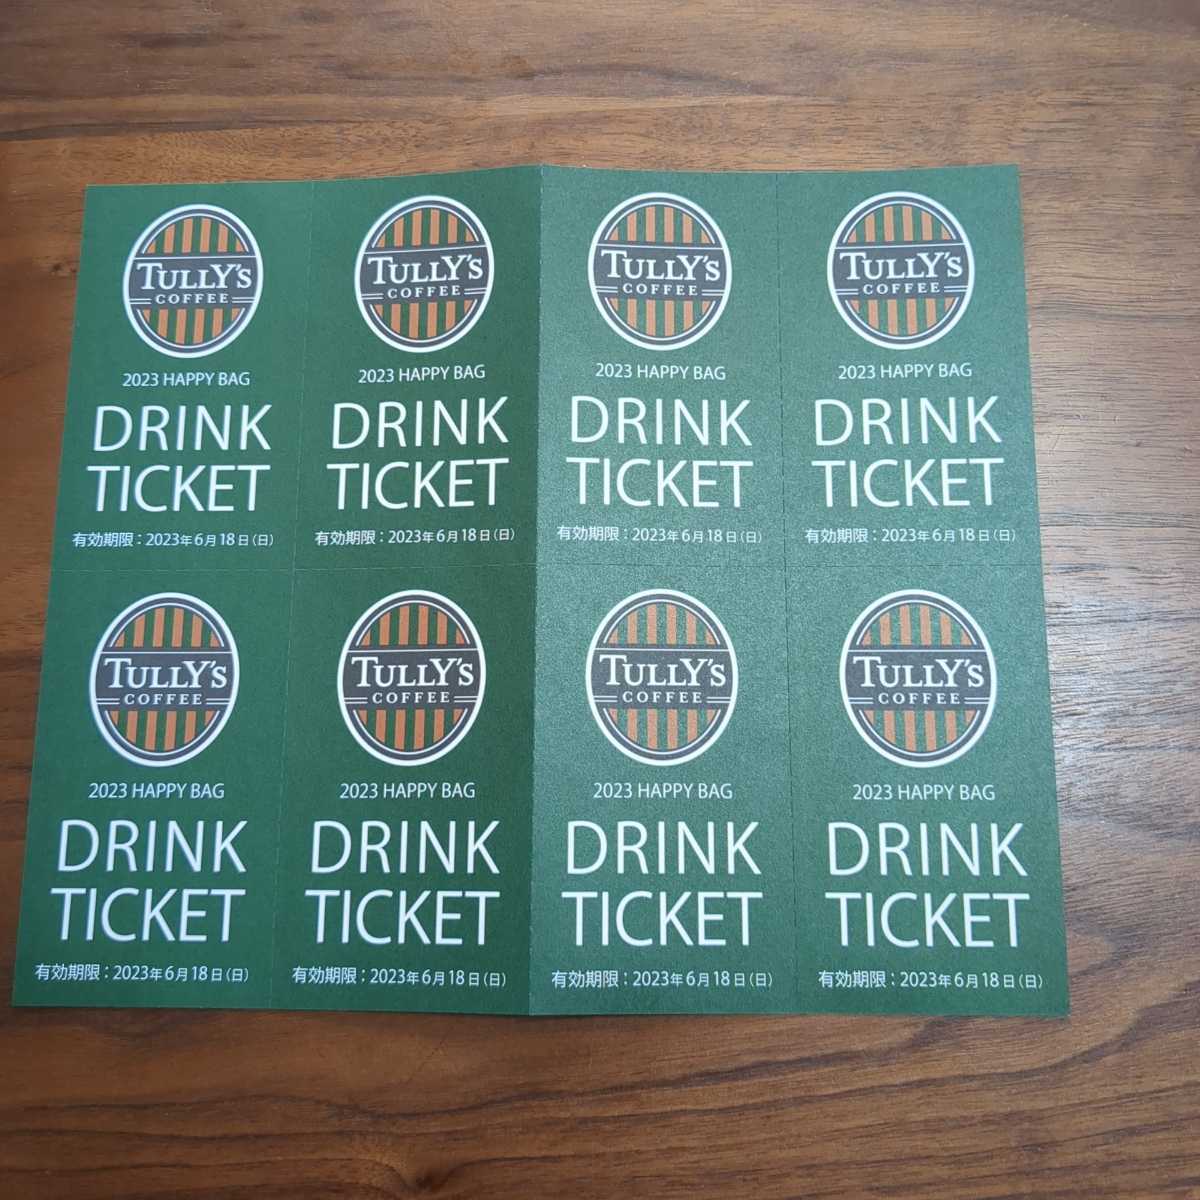 TULLY'S
COFFEE
2023 HAPPY BAG
DRINK
TICKET
有効期限：2023年6月18日(日)
TULLY'S
COFFEE
2023 HAPPY BAG
DRINK
TICKET
有効期限：2023年6月18日(日)
TULLY'S
COFFEE
2023 HAPPY BAG
DRINK
TICKET
有効期限：2023年6月18日(日)
TULLY'S
COFFEE
2023 HAPPY BAG
DRINK
TICKET
有効期限：2023年6月18日(日)
TULLY'S
COFFEE
2023 HAPPY BAG
DRINK
TICKET
有効期限：2023年6月18日(日)
TULLY'S
COFFEE
2023 HAPPY BAG
DRINK
TICKET
有効期限：2023年6月18日(日)
TULLY'S
COFFEE
2023 HAPPY BAG
DRINK
TICKET
有効期限：2023年6月18日(日)
TULLY'S
COFFEE
2023 HAPPY BAG
DRINK
TICKET
有効期限：2023年6月18日(日)